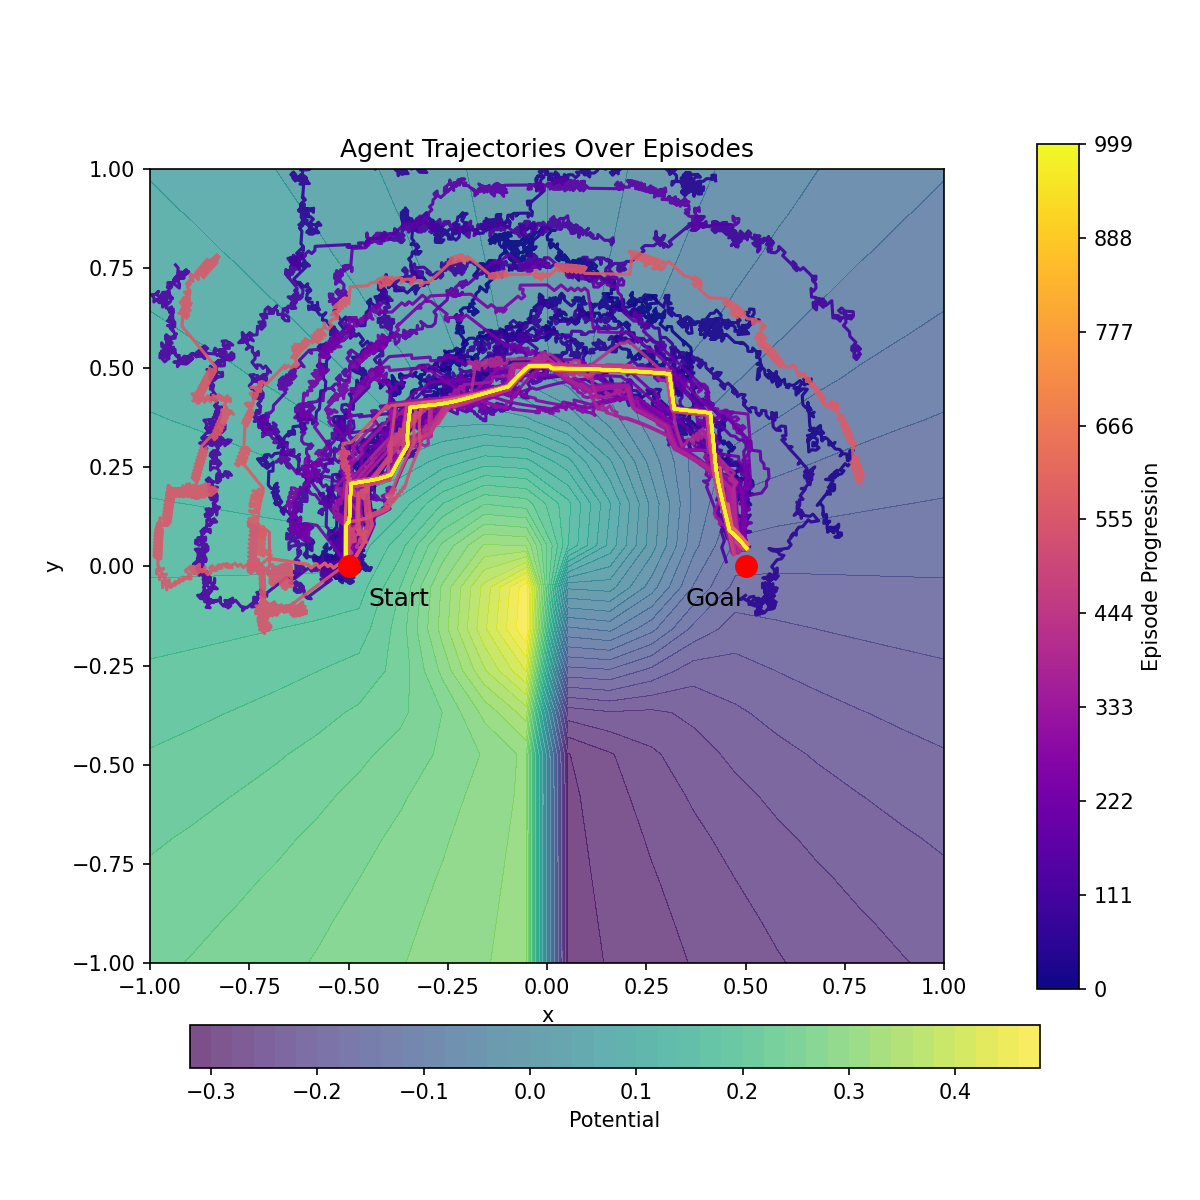 Agent Trajectories Over Episodes
1.00
0.75
0.50
0.25
0.00
−0.25
−0.50
−0.75
−1.00
y
Start
Goal
−1.00 −0.75 −0.50 −0.25 0.00 0.25 0.50 0.75 1.00
x
999
888
777
666
555
444
333
222
111
0
Episode Progression
−0.3 −0.2 −0.1 0.0 0.1 0.2 0.3 0.4
Potential